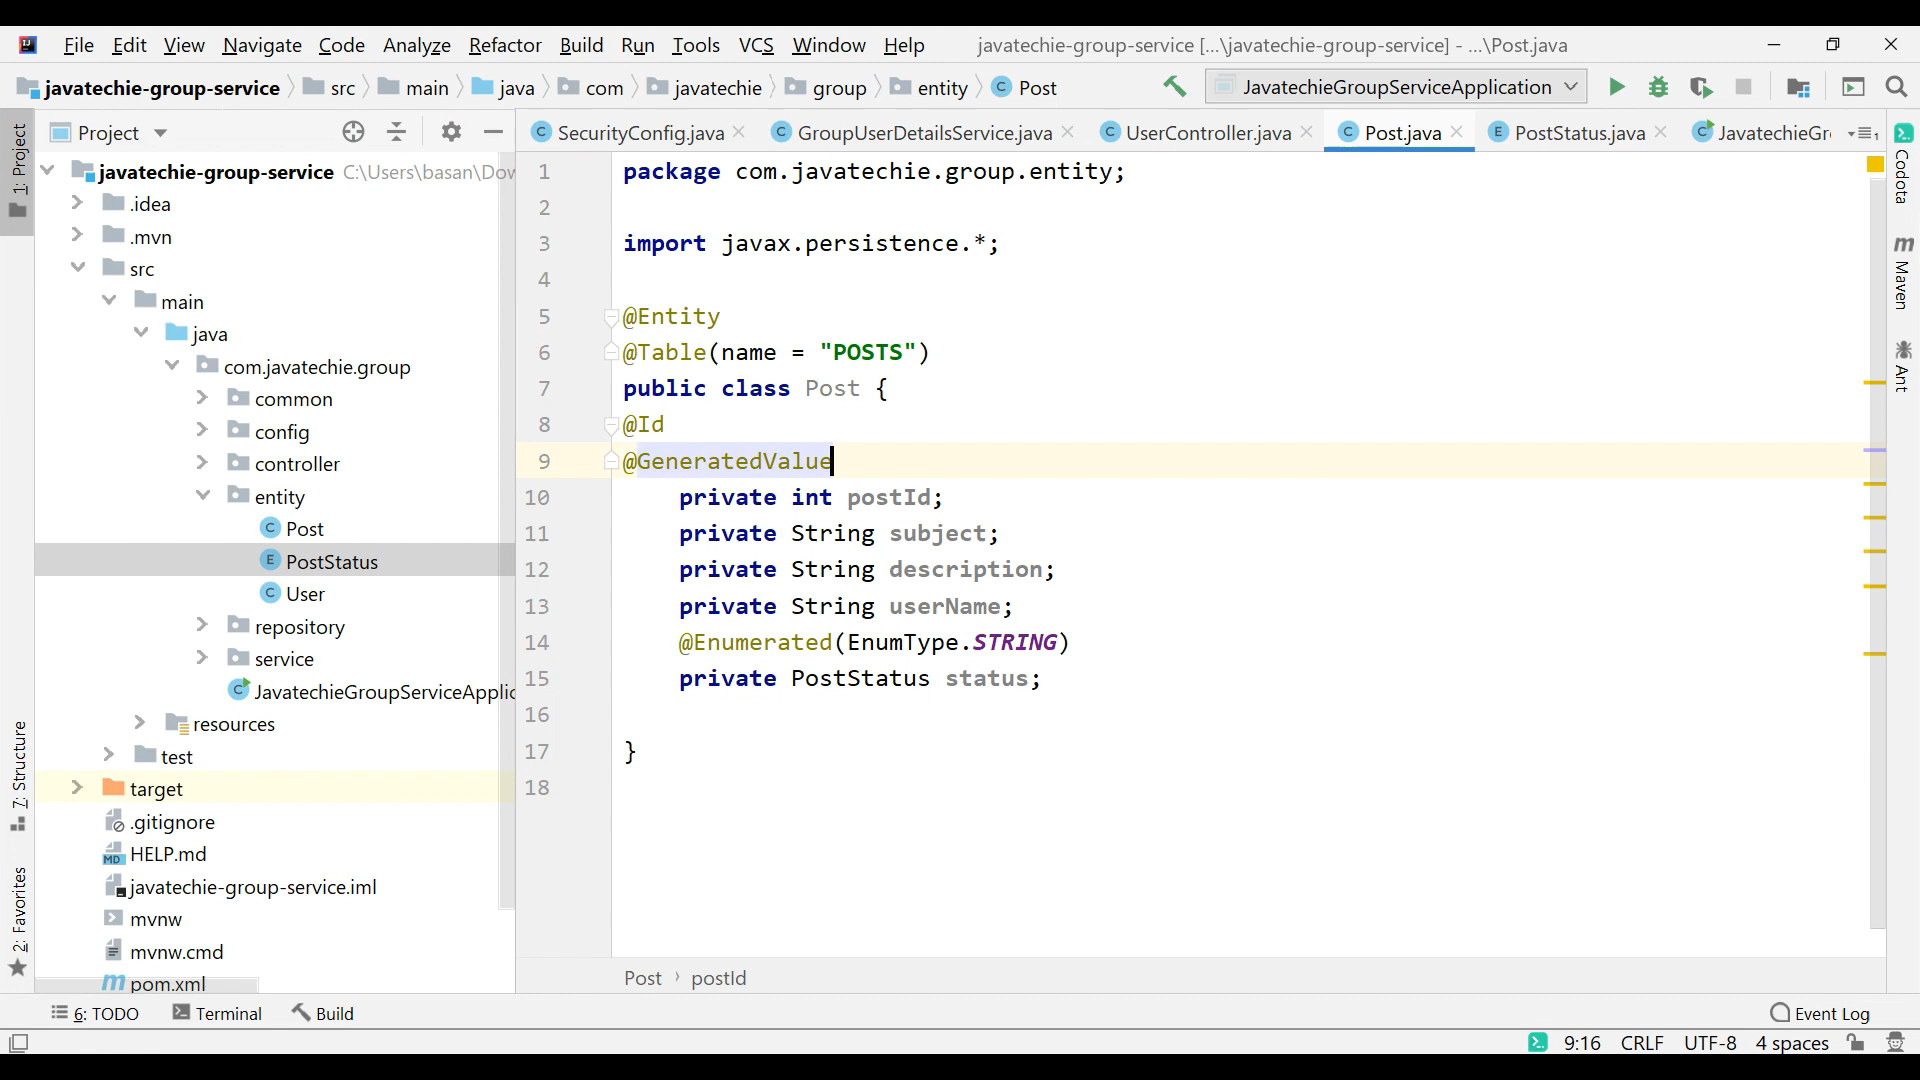 File Edit View Navigate Code Analyze Refactor Build Run Tools VCS Window Help javatechie-group-service [...\javatechie-group-service] - ...\Post.java
javatechie-group-service src main java com javatechie group entity Post JavatechieGroupServiceApplication
1: Project
7: Structure
2: Favorites
Project
javatechie-group-service C:\Users\basan\Dov
.idea
.mvn
src
main
java
com.javatechie.group
common
config
controller
entity
Post
PostStatus
User
repository
service
JavatechieGroupServiceApplic
resources
test
target
.gitignore
HELP.md
javatechie-group-service.iml
mvnw
mvnw.cmd
pom.xml
SecurityConfig.java GroupUserDetailsService.java UserController.java Post.java PostStatus.java JavatechieGr
1 package com.javatechie.group.entity;
2
3 import javax.persistence.*;
4
5 @Entity
6 @Table(name = "POSTS")
7 public class Post {
8 @Id
9 @GeneratedValue
10 private int postId;
11 private String subject;
12 private String description;
13 private String userName;
14 @Enumerated(EnumType.STRING)
15 private PostStatus status;
16
17 }
18
Post › postId
Codota
Maven
Ant
6: TODO Terminal Build Event Log
9:16 CRLF UTF-8 4 spaces